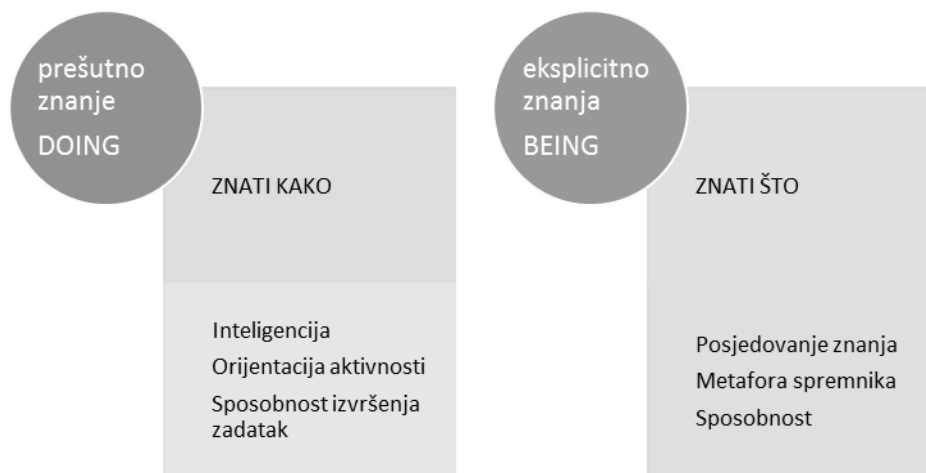 prešutno
znanje
DOING
ZNATI KAKO
Inteligencija
Orijentacija aktivnosti
Sposobnost izvršenja
zadatak
eksplicitno
znanja
BEING
ZNATI ŠTO
Posjedovanje znanja
Metafora spremnika
Sposobnost